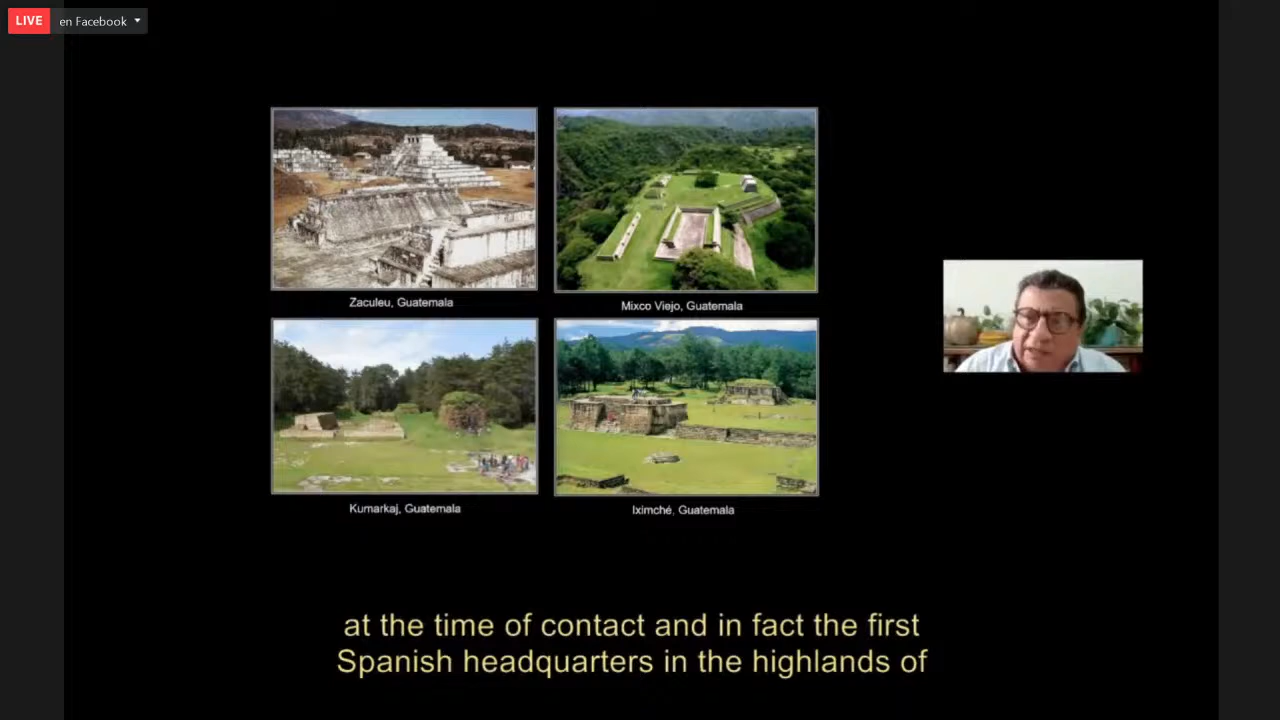 LIVE en Facebook
Zaculeu, Guatemala
Mixco Viejo, Guatemala
Kumarkaj, Guatemala
Iximché, Guatemala
at the time of contact and in fact the first
Spanish headquarters in the highlands of